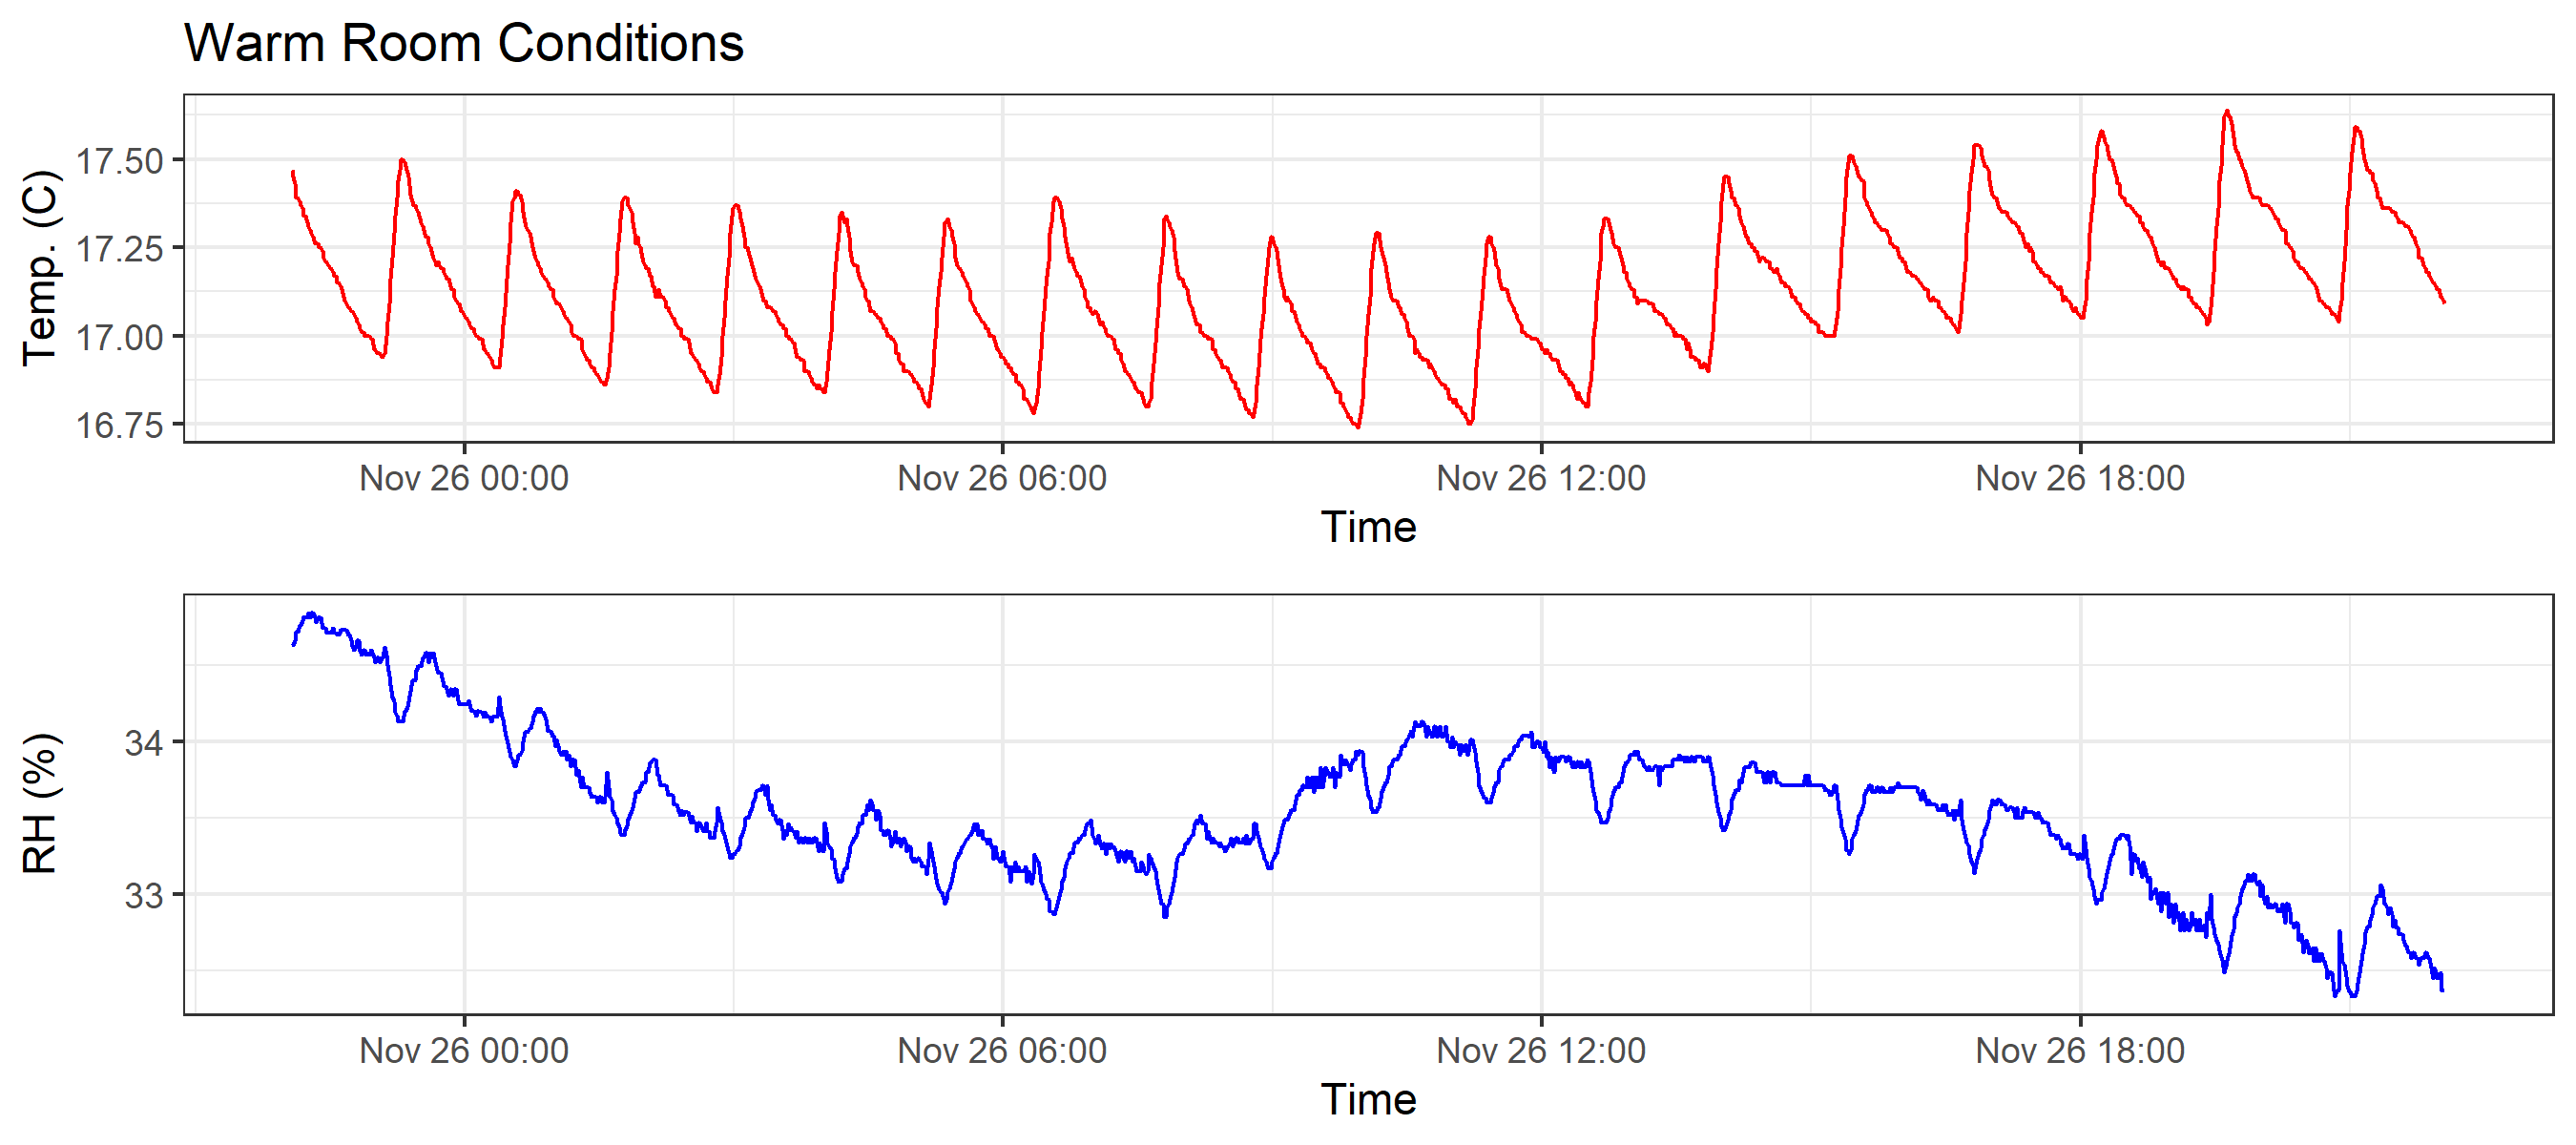 Warm Room Conditions
Temp. (C)
17.50
17.25
17.00
16.75
Nov 26 00:00 Nov 26 06:00 Nov 26 12:00 Nov 26 18:00
Time
RH (%)
34
33
Nov 26 00:00 Nov 26 06:00 Nov 26 12:00 Nov 26 18:00
Time